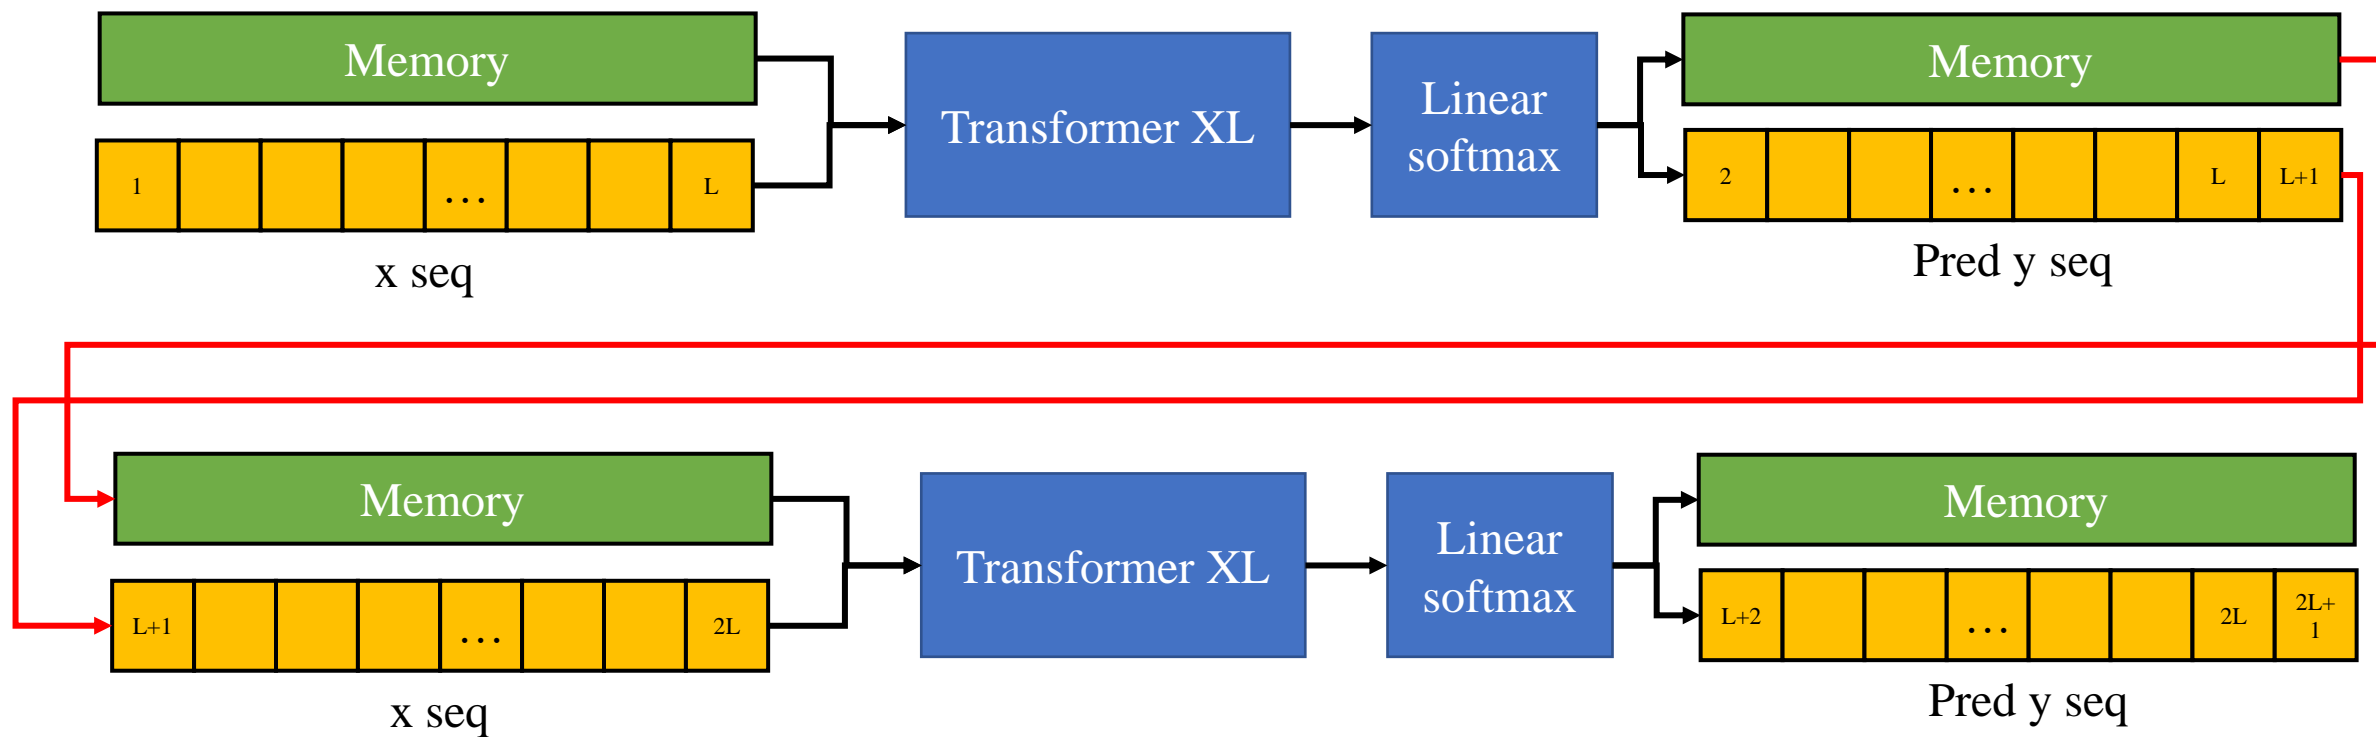 Memory
Transformer XL
Linear
softmax
Memory
1
...
L
2
...
L
L+1
x seq
Pred y seq
Memory
Transformer XL
Linear
softmax
Memory
L+1
...
2L
L+2
...
2L
2L+
1
x seq
Pred y seq